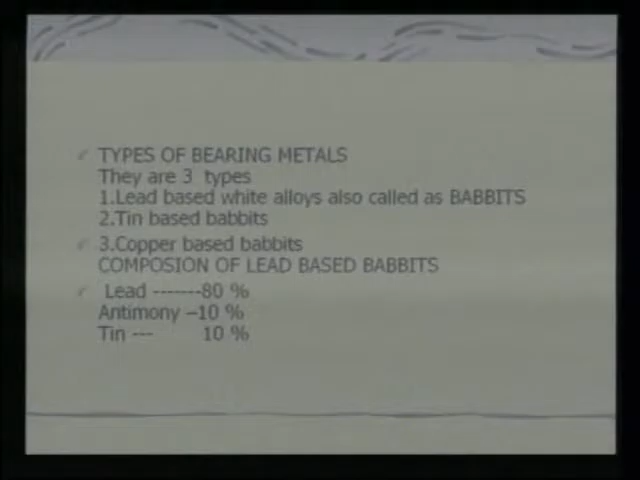 TYPES OF BEARING METALS
They are 3 types
1.Lead based white alloys also called as BABBITS
2.Tin based babbits
3.Copper based babbits
COMPOSION OF LEAD BASED BABBITS
Lead -------80 %
Antimony –10 %
Tin --- 10 %